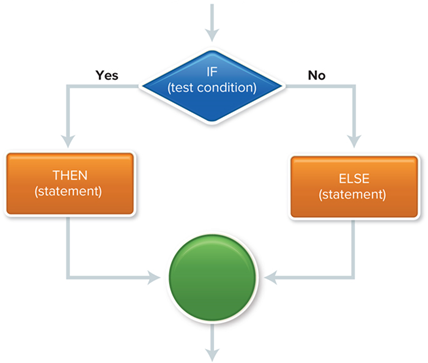 IF
(test condition)
Yes
No
THEN
(statement)
ELSE
(statement)